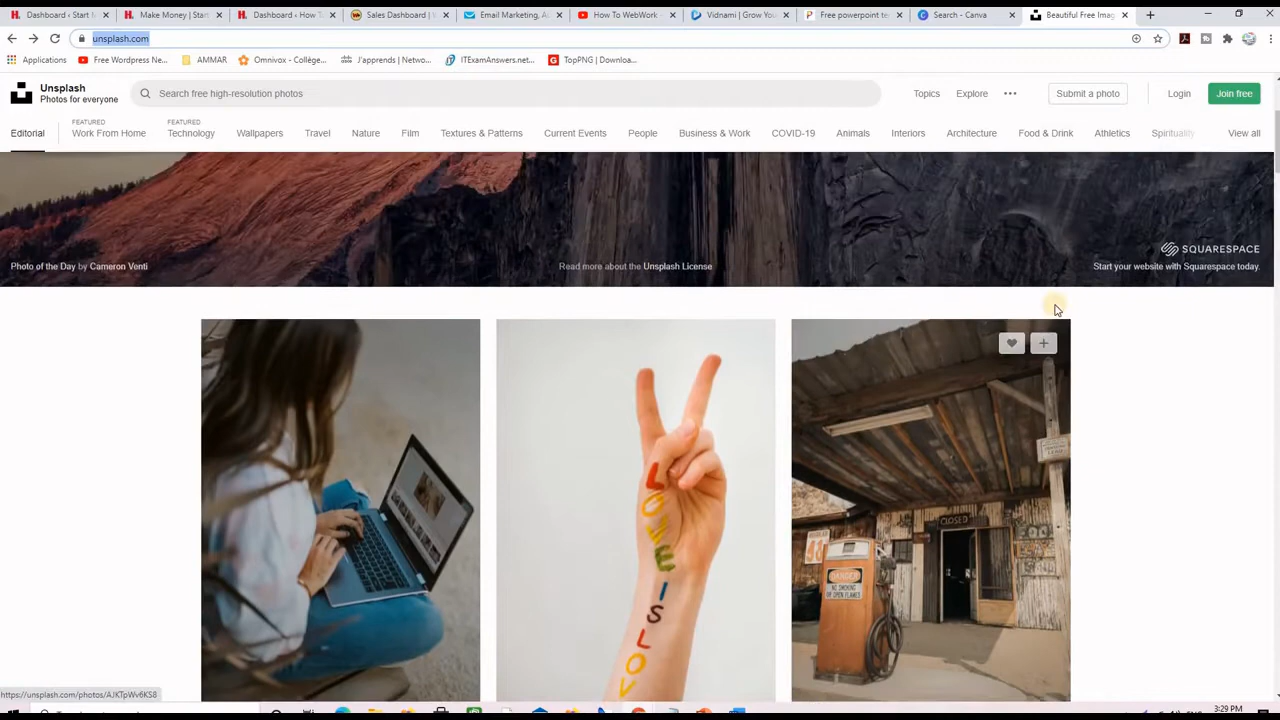 Dashboard ‹ Start M
Make Money | Start
Dashboard ‹ How T
Sales Dashboard |
Email Marketing, A
How To WebWork -
Vidnami | Grow You
Free powerpoint te
Search - Canva
Beautiful Free Imag
unsplash.com
Applications
Free Wordpress Ne...
AMMAR
Omnivox - Collège...
J'apprends | Netwo...
ITExamAnswers.net...
TopPNG | Downloa...
Unsplash
Photos for everyone
Search free high-resolution photos
Topics
Explore
Submit a photo
Login
Join free
Editorial
FEATURED
Work From Home
FEATURED
Technology
Wallpapers
Travel
Nature
Film
Textures & Patterns
Current Events
People
Business & Work
COVID-19
Animals
Interiors
Architecture
Food & Drink
Athletics
Spirituality
View all
SQUARESPACE
Photo of the Day by Cameron Venti
Read more about the Unsplash License
Start your website with Squarespace today.
LOVE IS LOV
CLOSED
DANGER
NO SMOKING
OR OPEN FLAMES
https://unsplash.com/photos/AJKTpWv6KS8
3:29 PM